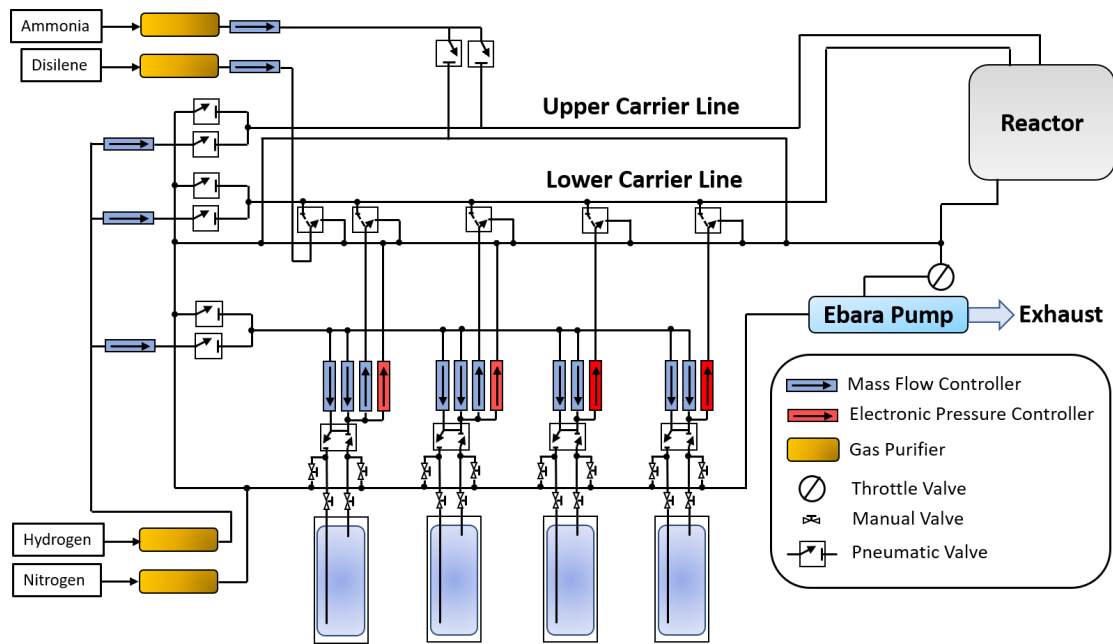 Ammonia
Disilene
Upper Carrier Line
Reactor
Lower Carrier Line
Ebara Pump
Exhaust
Mass Flow Controller
Electronic Pressure Controller
Gas Purifier
Throttle Valve
Manual Valve
Pneumatic Valve
Hydrogen
Nitrogen